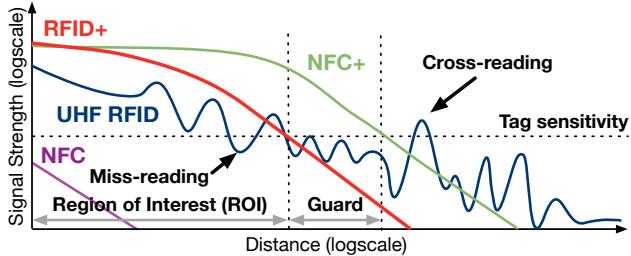 RFID+
NFC+
Cross-reading
UHF RFID
Tag sensitivity
NFC
Miss-reading
Region of Interest (ROI)
Guard
Distance (logscale)
Signal Strength (logscale)